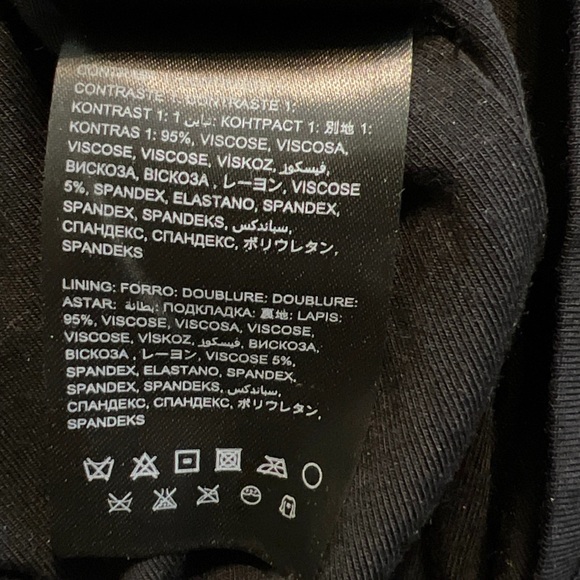 CONTRASTE 1: CONTRASTE 1:
KONTRAST 1: 1 تباين: КОНТРАСТ 1: 別地 1:
KONTRAS 1: 95%, VISCOSE, VISCOSA,
VISCOSE, VISCOSE, VİSKOZ, فيسكوز,
ВИСКОЗА, ВІСКОЗА , レーヨン, VISCOSE
5%, SPANDEX, ELASTANO, SPANDEX,
SPANDEX, SPANDEKS, سباندكس,
СПАНДЕКС, СПАНДЕКС, ポリウレタン,
SPANDEKS
LINING: FORRO: DOUBLURE: DOUBLURE:
ASTAR: بطانة: ПОДКЛАДКА: 裏地: LAPIS:
95%, VISCOSE, VISCOSA, VISCOSE,
VISCOSE, VİSKOZ, فيسكوز, ВИСКОЗА,
ВІСКОЗА , レーヨン, VISCOSE 5%,
SPANDEX, ELASTANO, SPANDEX,
SPANDEX, SPANDEKS, سباندكس,
СПАНДЕКС, СПАНДЕКС, ポリウレタン,
SPANDEKS